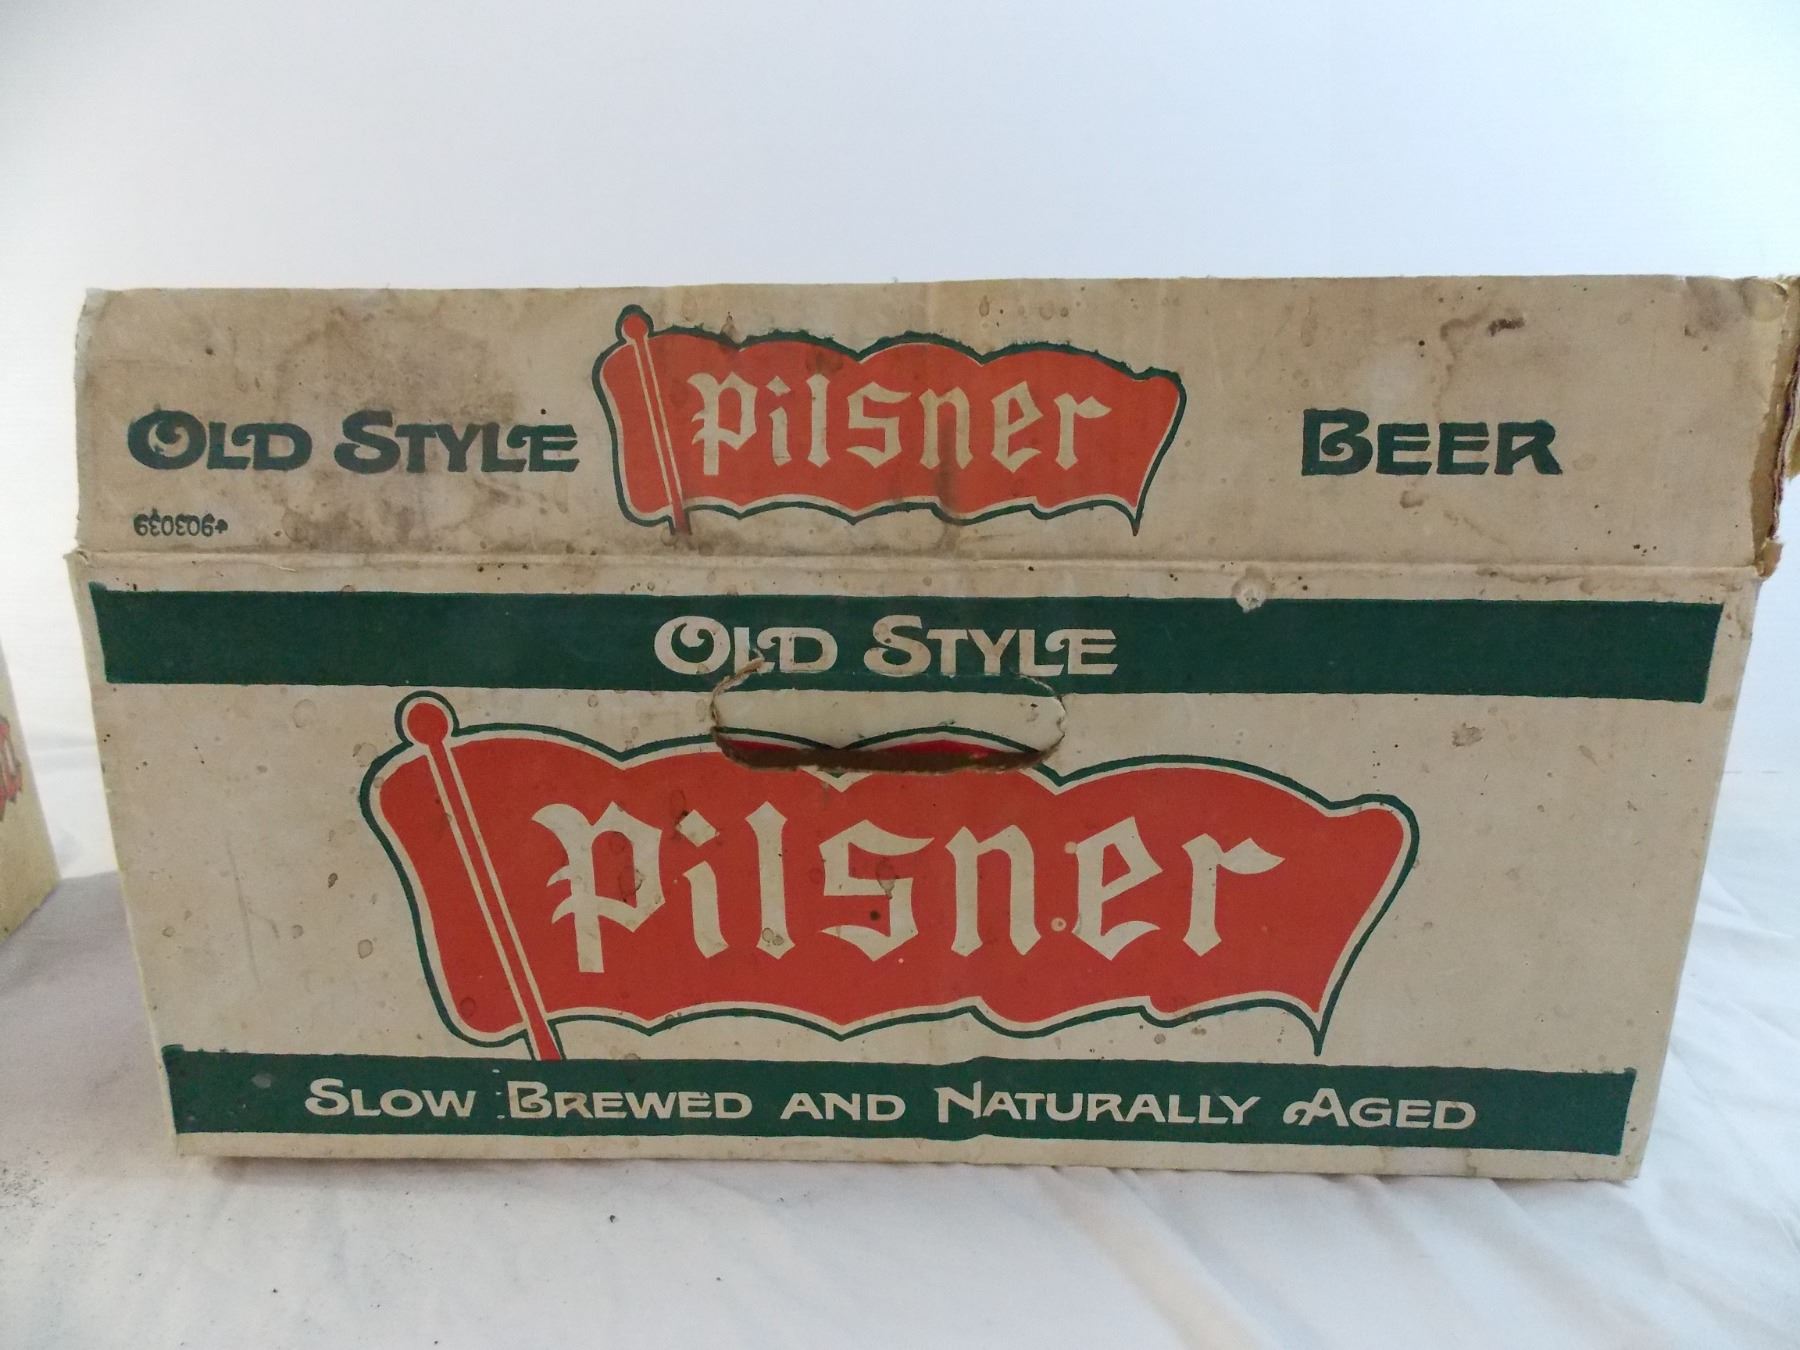 OLD STYLE Pilsner BEER
903039
OLD STYLE
Pilsner
SLOW BREWED AND NATURALLY AGED